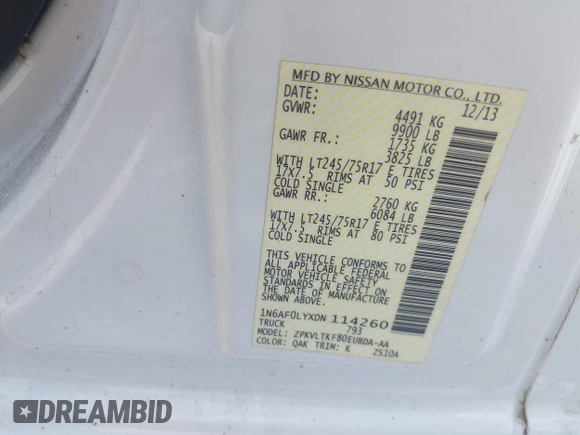 MFD BY NISSAN MOTOR CO., LTD.
DATE: 12/13
GVWR: 4491 KG
9900 LB
GAWR FR.: 1735 KG
3825 LB
WITH LT245/75R17 E TIRES
17X7.5 RIMS AT 50 PSI
COLD SINGLE
GAWR RR.: 2760 KG
6084 LB
WITH LT245/75R17 E TIRES
17X7.5 RIMS AT 80 PSI
COLD SINGLE
THIS VEHICLE CONFORMS TO
ALL APPLICABLE FEDERAL
MOTOR VEHICLE SAFETY
STANDARDS IN EFFECT ON
THE DATE OF MANUFACTURE
SHOWN ABOVE.
1N6AF0LYXDN 114260
TRUCK 793
MODEL: ZPKVLTKF80EUBDA-AA
COLOR: QAK TRIM: K ZS10A
DREAMBID